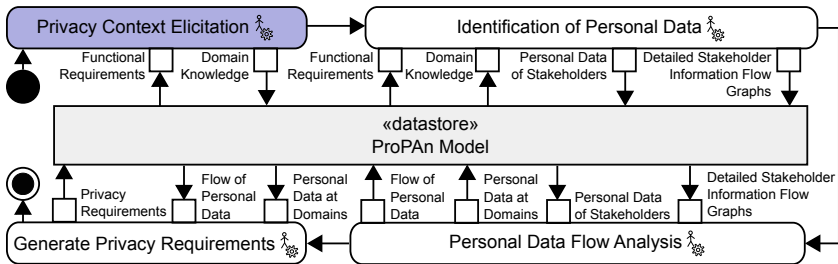 Privacy Context Elicitation
Identification of Personal Data
Functional
Requirements
Domain
Knowledge
Functional
Requirements
Domain
Knowledge
Personal Data
of Stakeholders
Detailed Stakeholder
Information Flow
Graphs
«datastore»
ProPAn Model
Privacy
Requirements
Flow of
Personal
Data
Personal
Data at
Domains
Flow of
Personal
Data
Personal
Data at
Domains
Personal Data
of Stakeholders
Detailed Stakeholder
Information Flow
Graphs
Generate Privacy Requirements
Personal Data Flow Analysis